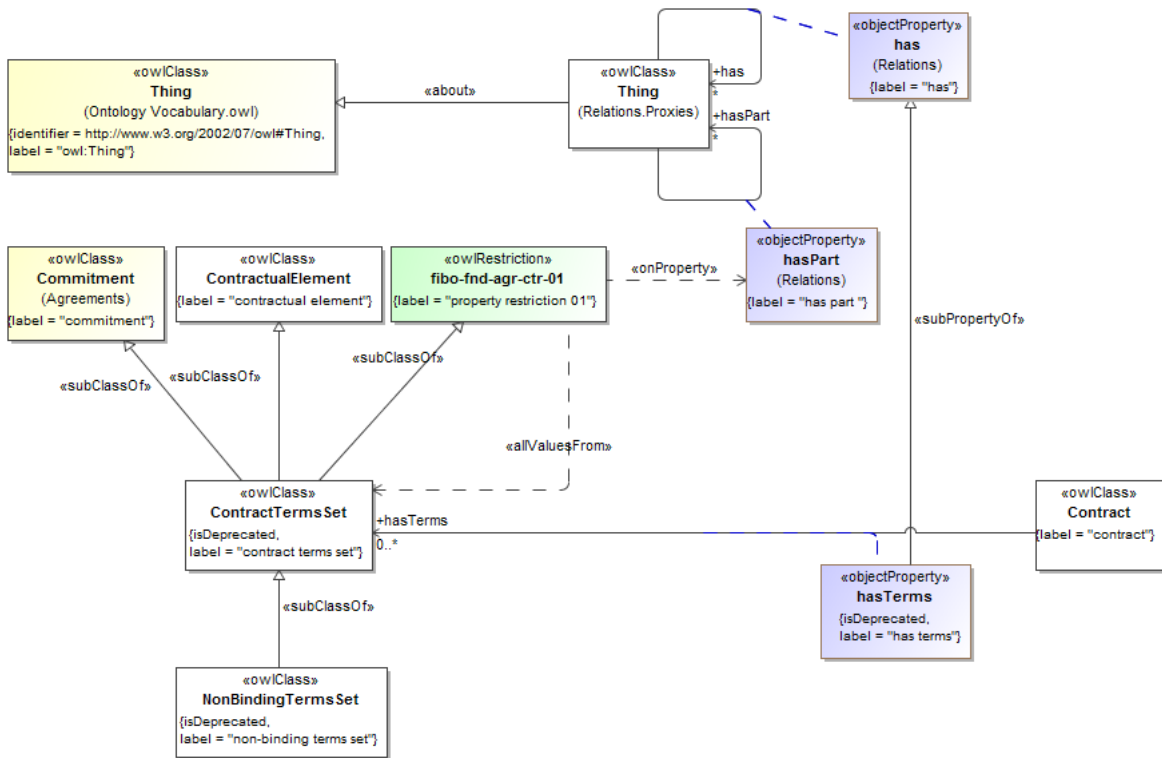 «objectProperty»
has
(Relations)
{label = "has"}
«owlClass»
Thing
(Ontology Vocabulary.owl)
{identifier = http://www.w3.org/2002/07/owl#Thing,
label = "owl:Thing"}
«about»
«owlClass»
Thing
(Relations.Proxies)
+has
*
+hasPart
*
«owlClass»
Commitment
(Agreements)
{label = "commitment"}
«owlClass»
ContractualElement
{label = "contractual element"}
«owlRestriction»
fibo-fnd-agr-ctr-01
{label = "property restriction 01"}
«onProperty»
«objectProperty»
hasPart
(Relations)
{label = "has part "}
«subPropertyOf»
«subClassOf»
«subClassOf»
«subClassOf»
«allValuesFrom»
«owlClass»
ContractTermsSet
{isDeprecated,
label = "contract terms set"}
+hasTerms
0..*
«owlClass»
Contract
{label = "contract"}
«objectProperty»
hasTerms
{isDeprecated,
label = "has terms"}
«subClassOf»
«owlClass»
NonBindingTermsSet
{isDeprecated,
label = "non-binding terms set"}